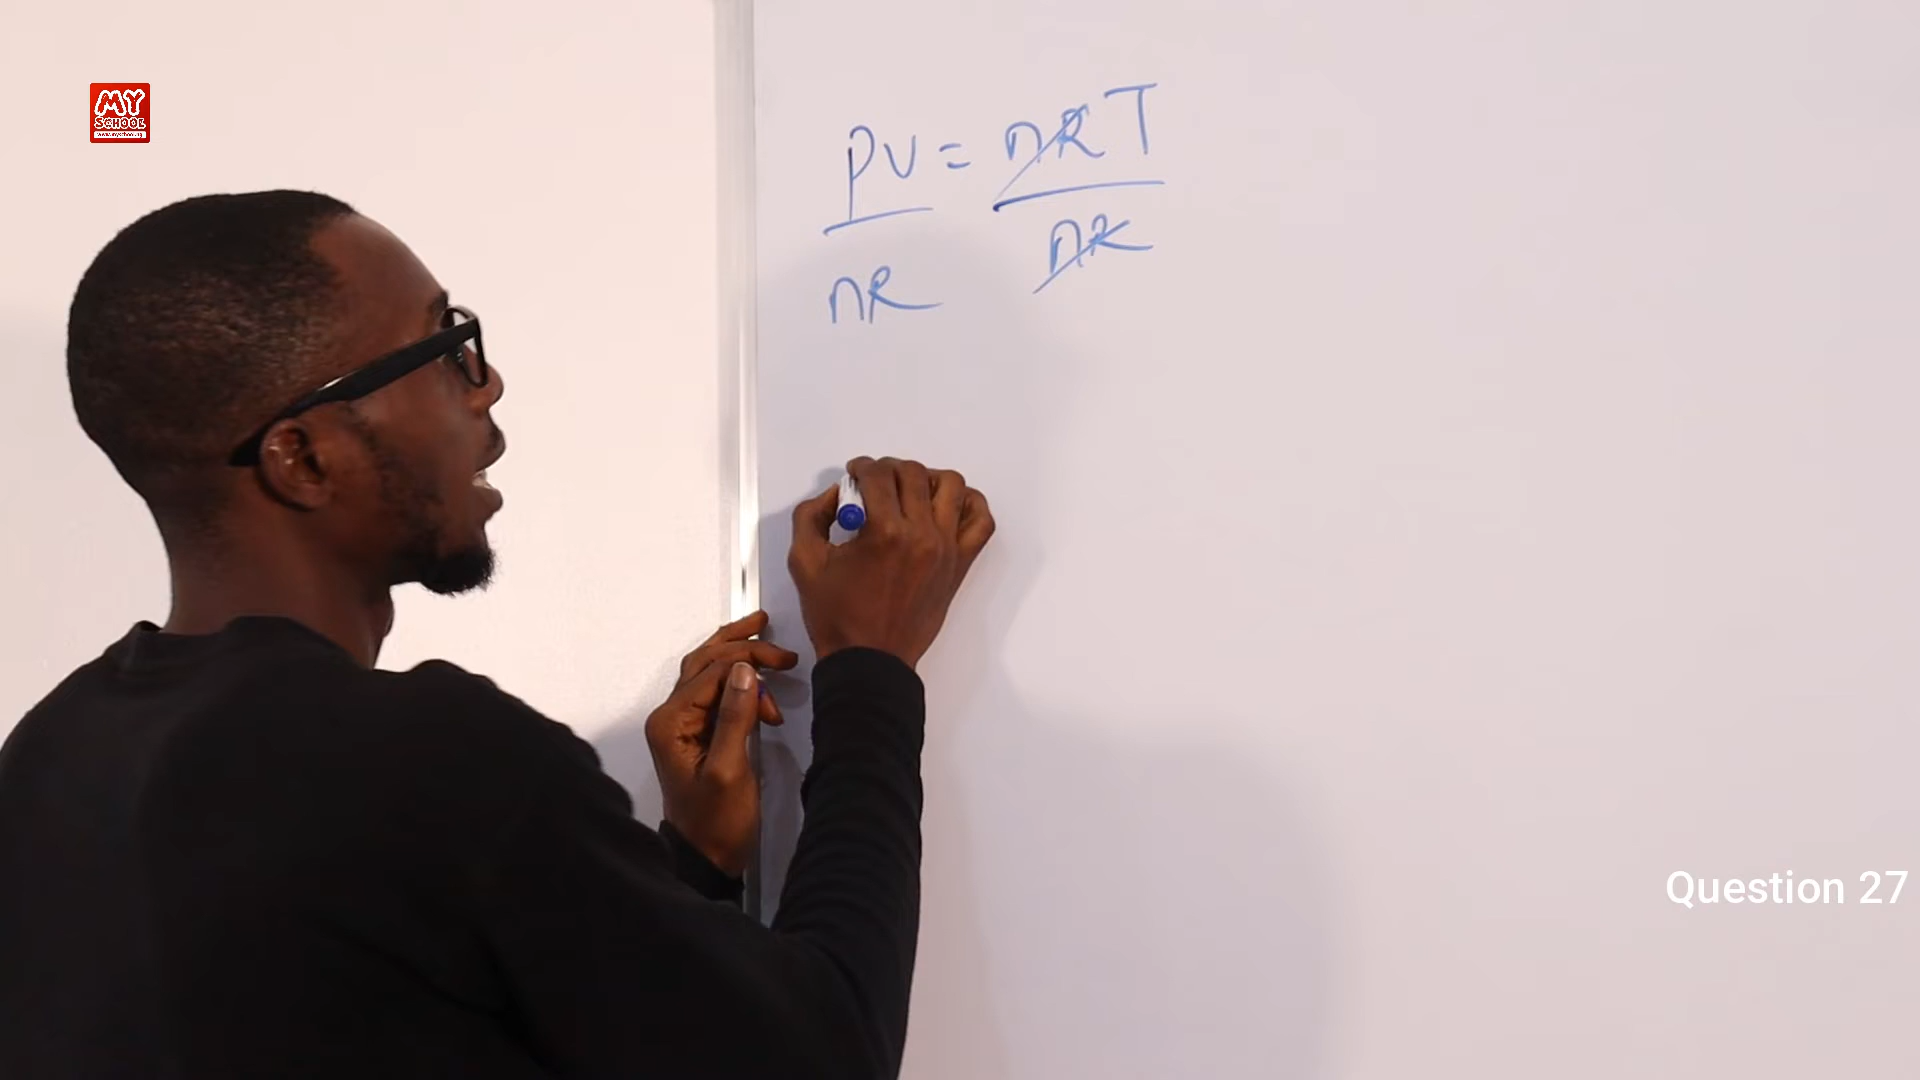 MY
SCHOOL
PV = nRT
nR nR
Question 27